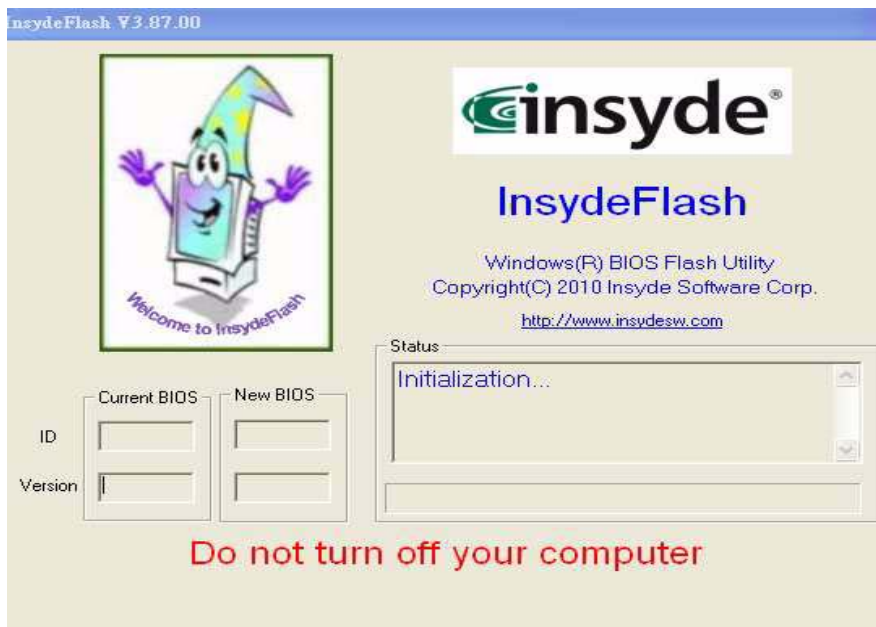 InsydeFlash V3.87.00
Welcome to InsydeFlash
insyde®
InsydeFlash
Windows(R) BIOS Flash Utility
Copyright(C) 2010 Insyde Software Corp.
http://www.insydesw.com
Status
Initialization...
Current BIOS
New BIOS
ID
Version
Do not turn off your computer